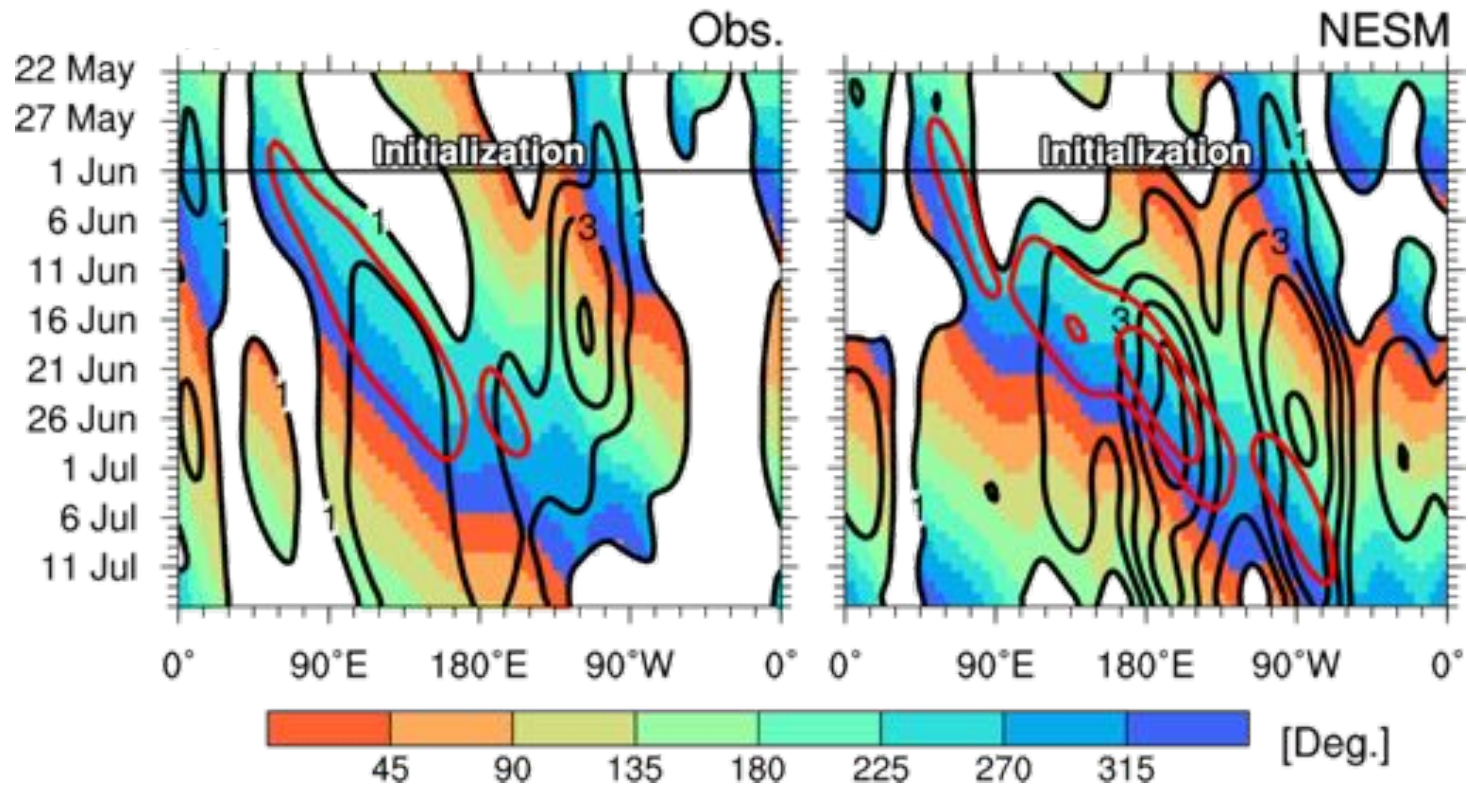 Obs.
NESM
22 May
27 May
1 Jun
6 Jun
11 Jun
16 Jun
21 Jun
26 Jun
1 Jul
6 Jul
11 Jul
Initialization
1
1
1
3
1
1
Initialization
1
3
3
1
0° 90°E 180°E 90°W 0°
0° 90°E 180°E 90°W 0°
45 90 135 180 225 270 315
[Deg.]